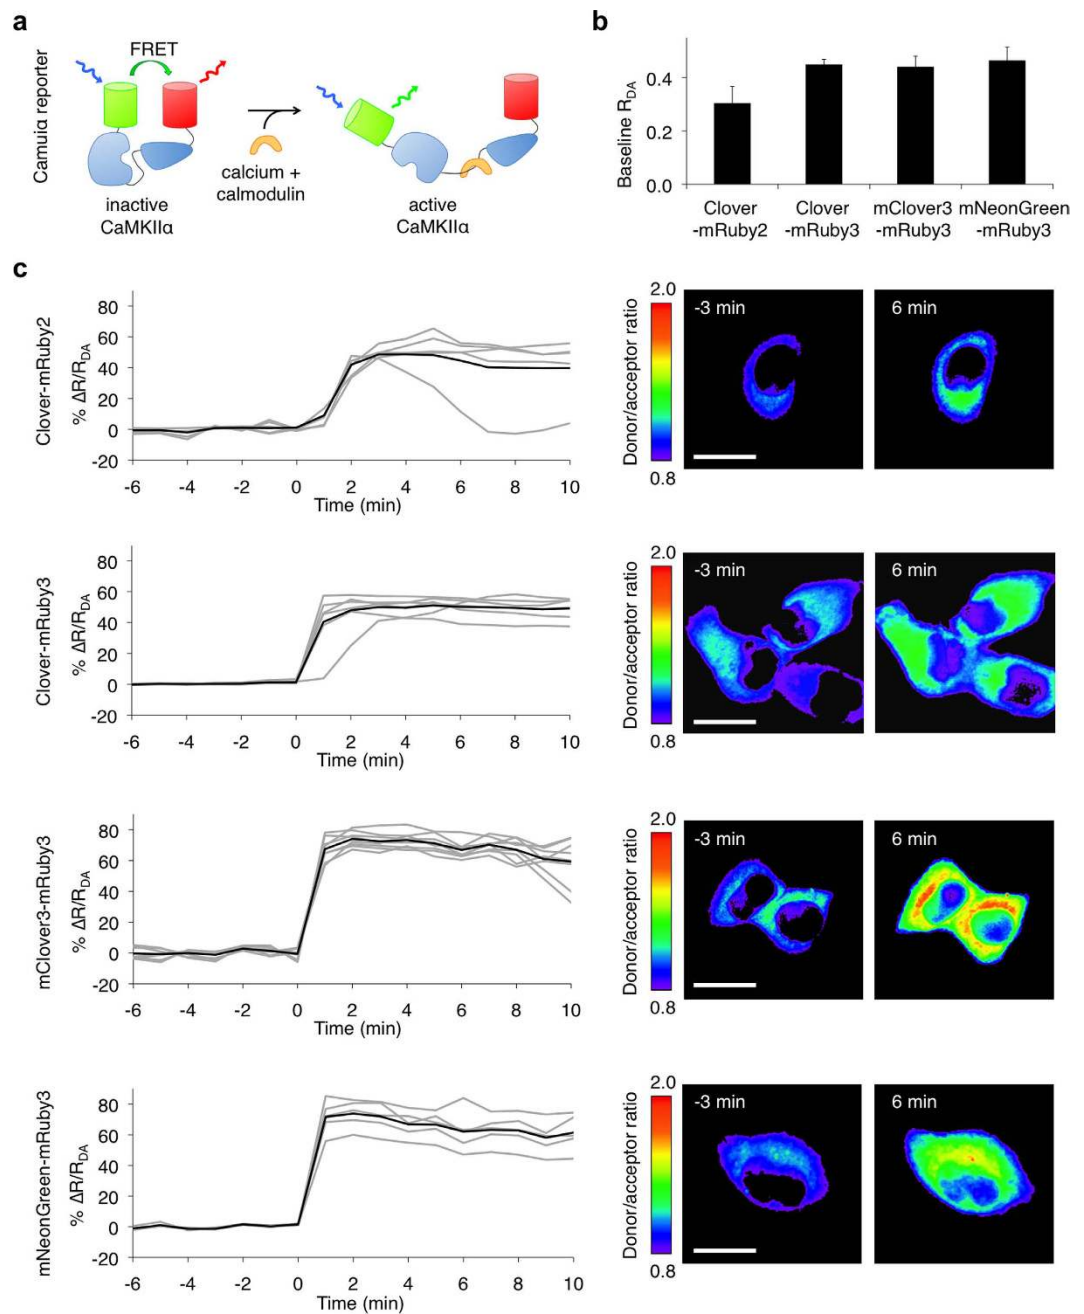 a
Camuiα reporter
FRET
inactive
CaMKIIα
calcium +
calmodulin
active
CaMKIIα
b
Baseline R_DA
0.4
0.2
0.0
Clover
-mRuby2
Clover
-mRuby3
mClover3
-mRuby3
mNeonGreen
-mRuby3
c
Clover-mRuby2
% ΔR/R_DA
80
60
40
20
0
-20
-6 -4 -2 0 2 4 6 8 10
Time (min)
Donor/acceptor ratio
2.0
0.8
-3 min
6 min
Clover-mRuby3
% ΔR/R_DA
80
60
40
20
0
-20
-6 -4 -2 0 2 4 6 8 10
Time (min)
Donor/acceptor ratio
2.0
0.8
-3 min
6 min
mClover3-mRuby3
% ΔR/R_DA
80
60
40
20
0
-20
-6 -4 -2 0 2 4 6 8 10
Time (min)
Donor/acceptor ratio
2.0
0.8
-3 min
6 min
mNeonGreen-mRuby3
% ΔR/R_DA
80
60
40
20
0
-20
-6 -4 -2 0 2 4 6 8 10
Time (min)
Donor/acceptor ratio
2.0
0.8
-3 min
6 min